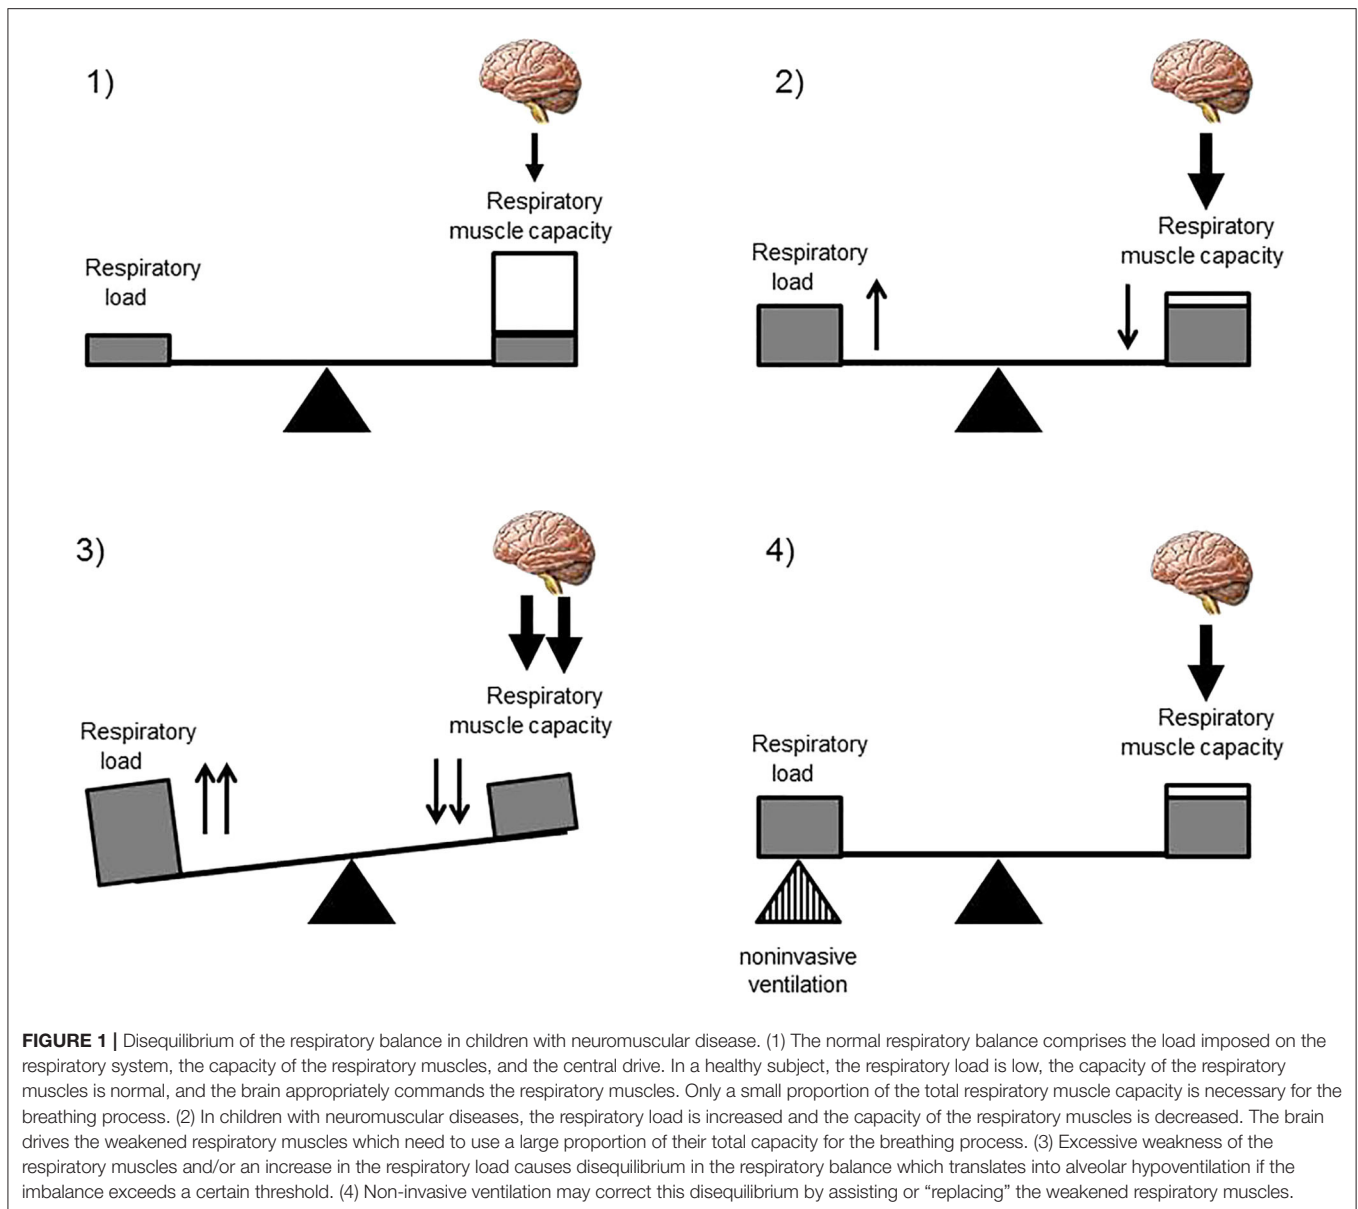 1)
Respiratory
muscle capacity
Respiratory
load
2)
Respiratory
muscle capacity
Respiratory
load
3)
Respiratory
muscle capacity
Respiratory
load
4)
Respiratory
muscle capacity
Respiratory
load
noninvasive
ventilation
FIGURE 1 | Disequilibrium of the respiratory balance in children with neuromuscular disease. (1) The normal respiratory balance comprises the load imposed on the
respiratory system, the capacity of the respiratory muscles, and the central drive. In a healthy subject, the respiratory load is low, the capacity of the respiratory
muscles is normal, and the brain appropriately commands the respiratory muscles. Only a small proportion of the total respiratory muscle capacity is necessary for the
breathing process. (2) In children with neuromuscular diseases, the respiratory load is increased and the capacity of the respiratory muscles is decreased. The brain
drives the weakened respiratory muscles which need to use a large proportion of their total capacity for the breathing process. (3) Excessive weakness of the
respiratory muscles and/or an increase in the respiratory load causes disequilibrium in the respiratory balance which translates into alveolar hypoventilation if the
imbalance exceeds a certain threshold. (4) Non-invasive ventilation may correct this disequilibrium by assisting or “replacing” the weakened respiratory muscles.